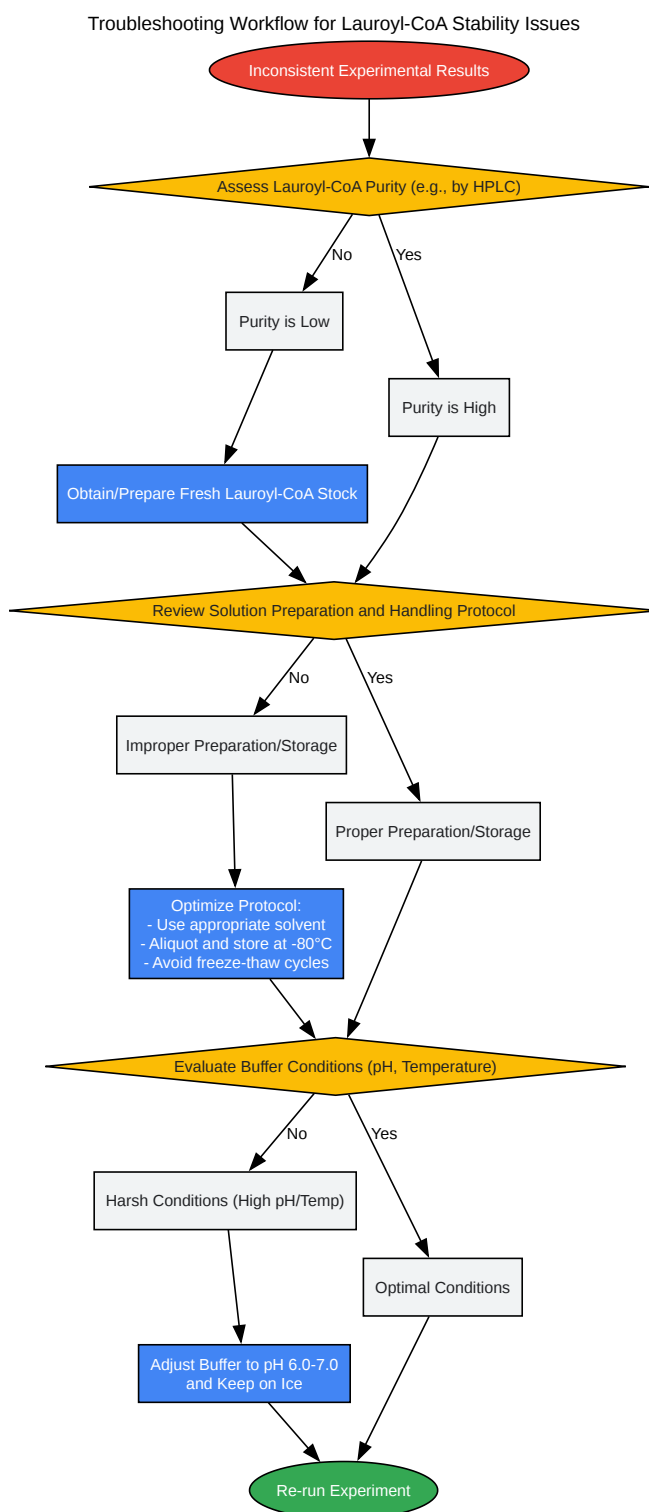 Troubleshooting Workflow for Lauroyl-CoA Stability Issues
Inconsistent Experimental Results
Assess Lauroyl-CoA Purity (e.g., by HPLC)
No
Yes
Purity is Low
Purity is High
Obtain/Prepare Fresh Lauroyl-CoA Stock
Review Solution Preparation and Handling Protocol
No
Yes
Improper Preparation/Storage
Proper Preparation/Storage
Optimize Protocol:
- Use appropriate solvent
- Aliquot and store at -80°C
- Avoid freeze-thaw cycles
Evaluate Buffer Conditions (pH, Temperature)
No
Yes
Harsh Conditions (High pH/Temp)
Optimal Conditions
Adjust Buffer to pH 6.0-7.0
and Keep on Ice
Re-run Experiment